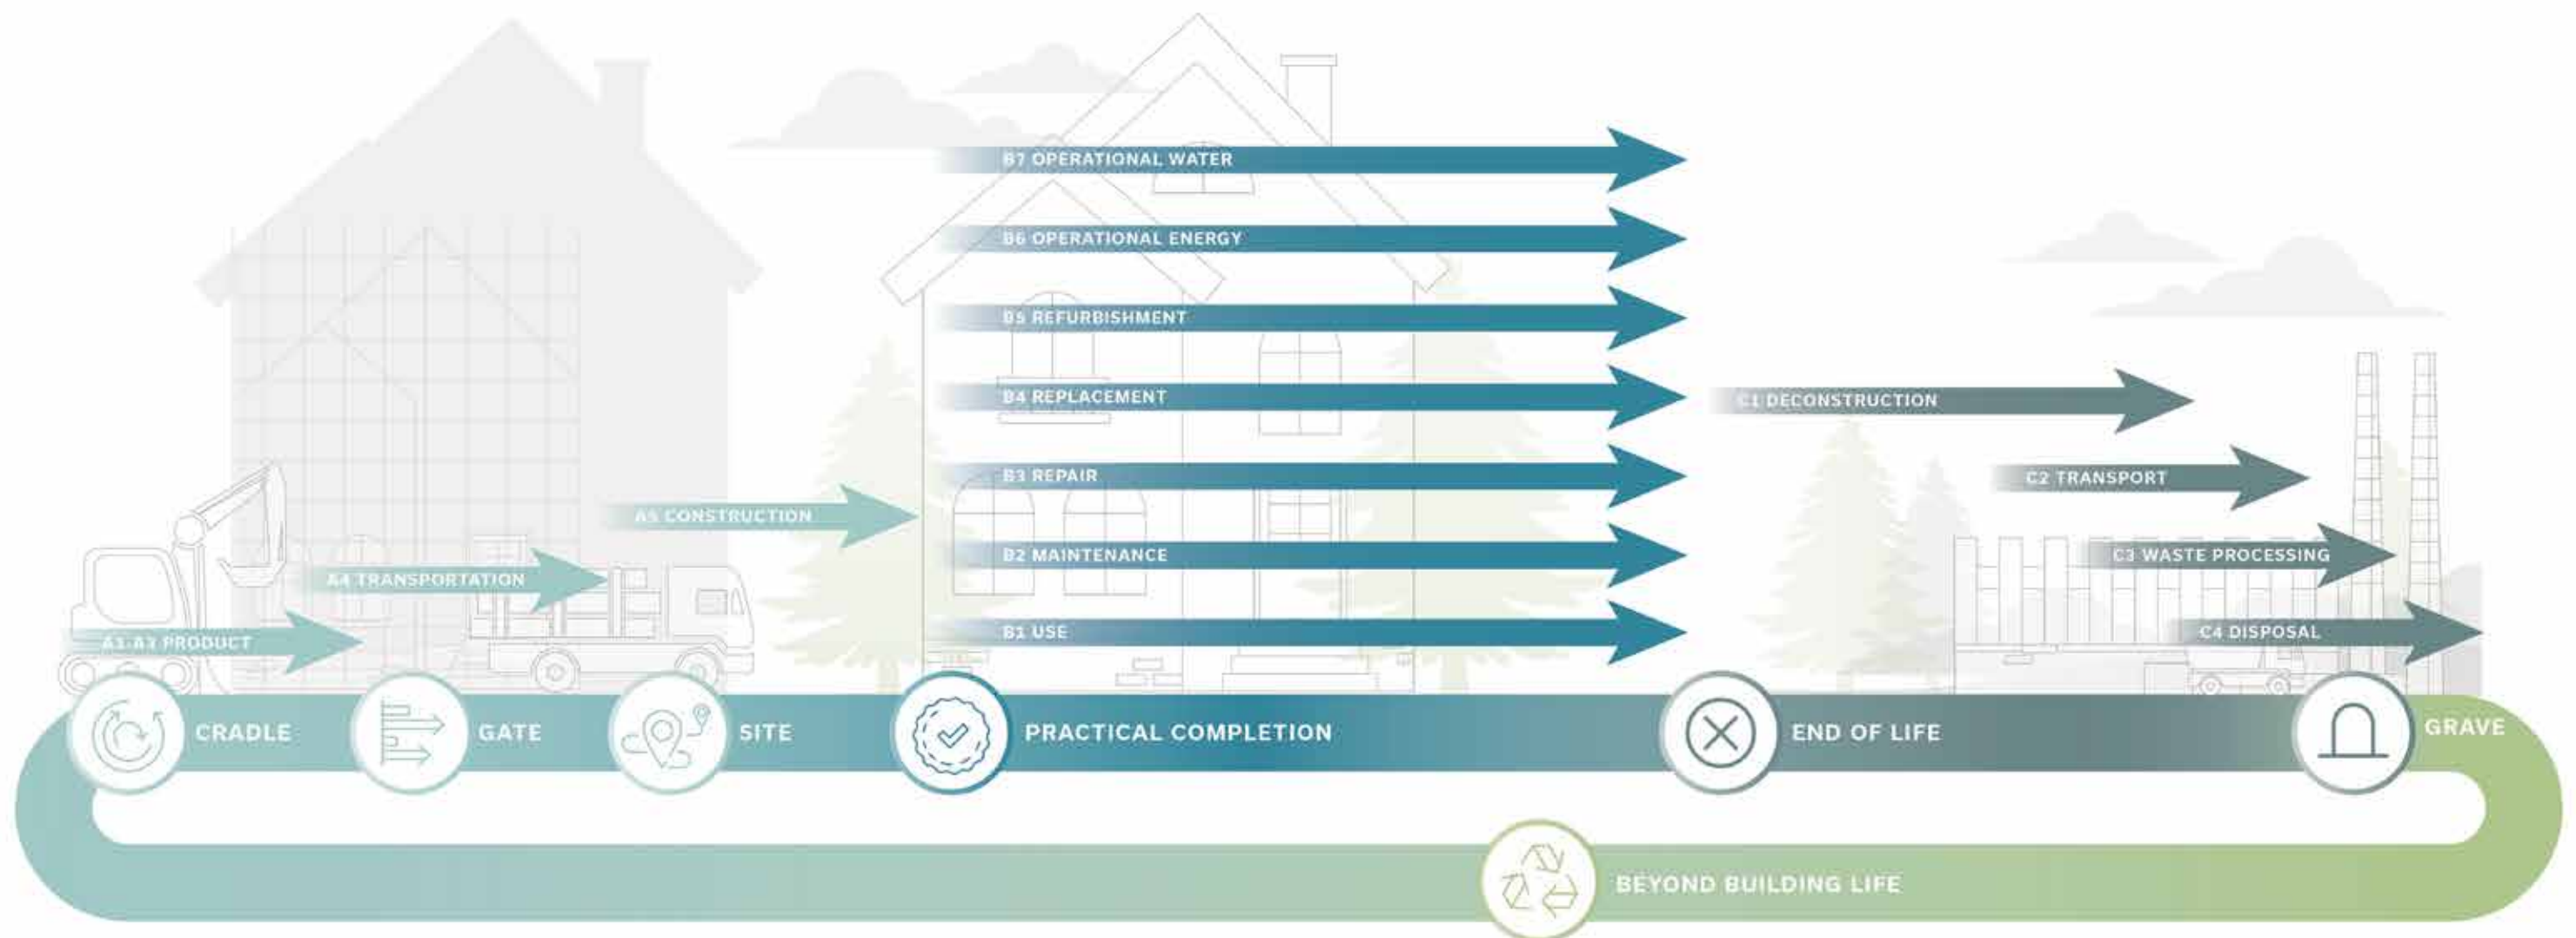 B7 OPERATIONAL WATER
B6 OPERATIONAL ENERGY
B5 REFURBISHMENT
B4 REPLACEMENT
C1 DECONSTRUCTION
B3 REPAIR
C2 TRANSPORT
A5 CONSTRUCTION
B2 MAINTENANCE
C3 WASTE PROCESSING
A4 TRANSPORTATION
B1 USE
C4 DISPOSAL
A1-A3 PRODUCT
CRADLE
GATE
SITE
PRACTICAL COMPLETION
END OF LIFE
GRAVE
BEYOND BUILDING LIFE